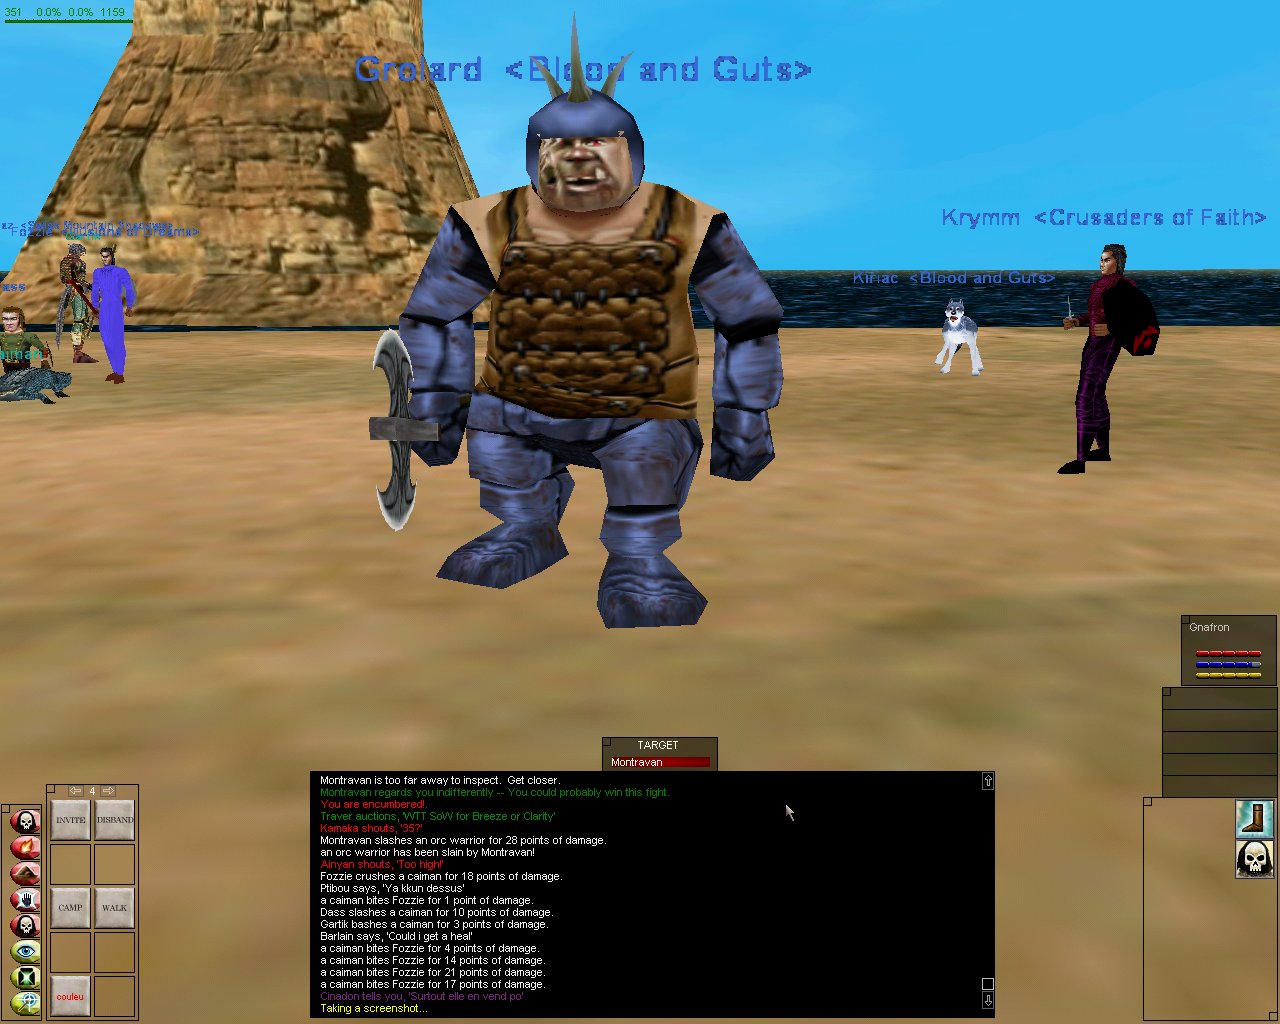 351 0.0% 0.0% 1159
Grolard <Blood and Guts>
Krymm <Crusaders of Faith>
Fozzie <Illusions of Dreams>
Kiriac <Blood and Guts>
Gnafron
TARGET
Montravan
4
INVITE DISBAND
CAMP WALK
couleu
Montravan is too far away to inspect. Get closer.
Montravan regards you indifferently -- You could probably win this fight.
You are encumbered!.
Traver auctions, 'WTT SoW for Breeze or Clarity'
Kamaka shouts, '35?'
Montravan slashes an orc warrior for 28 points of damage.
an orc warrior has been slain by Montravan!
Ainyan shouts, 'Too high!'
Fozzie crushes a caiman for 18 points of damage.
Ptibou says, 'Ya kkun dessus'
a caiman bites Fozzie for 1 point of damage.
Dass slashes a caiman for 10 points of damage.
Gartik bashes a caiman for 3 points of damage.
Barlain says, 'Could i get a heal'
a caiman bites Fozzie for 4 points of damage.
a caiman bites Fozzie for 14 points of damage.
a caiman bites Fozzie for 21 points of damage.
a caiman bites Fozzie for 17 points of damage.
Cinadon tells you, 'Surtout elle en vend po'
Taking a screenshot...